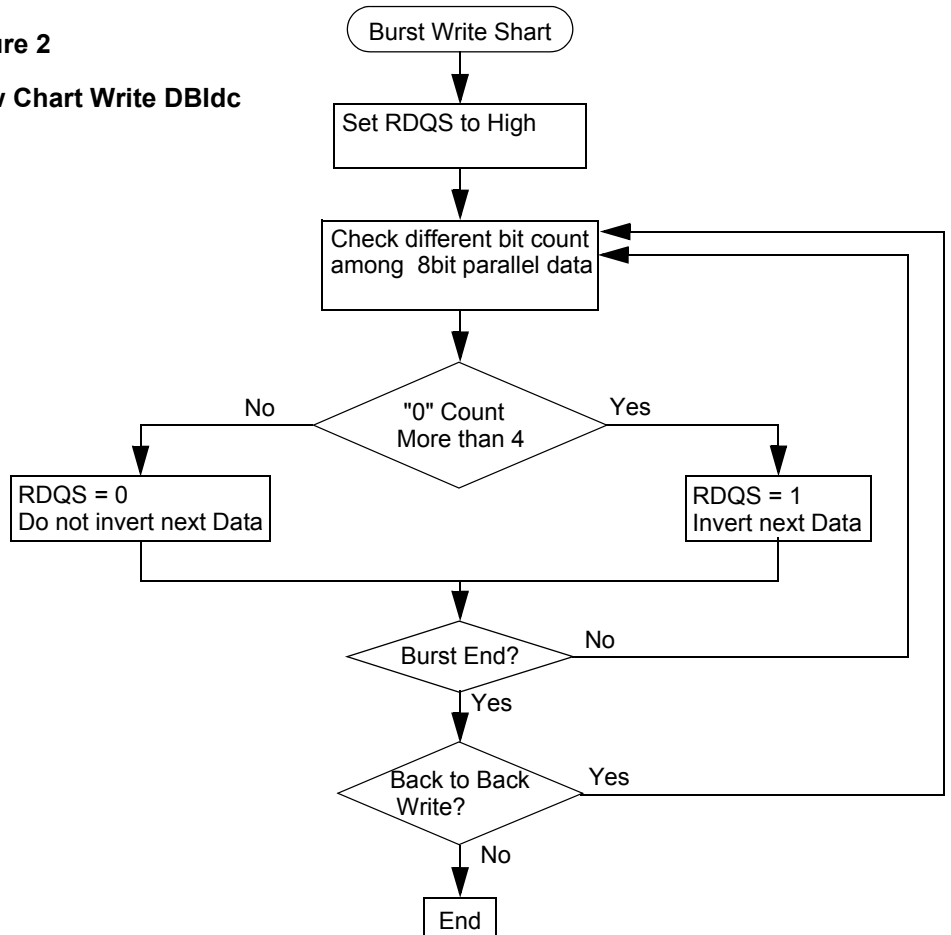 ure 2
Chart Write DBIdc
Burst Write Shart
Set RDQS to High
Check different bit count
among 8bit parallel data
"0" Count
More than 4
No
Yes
RDQS = 0
Do not invert next Data
RDQS = 1
Invert next Data
Burst End?
No
Yes
Back to Back
Write?
Yes
No
End